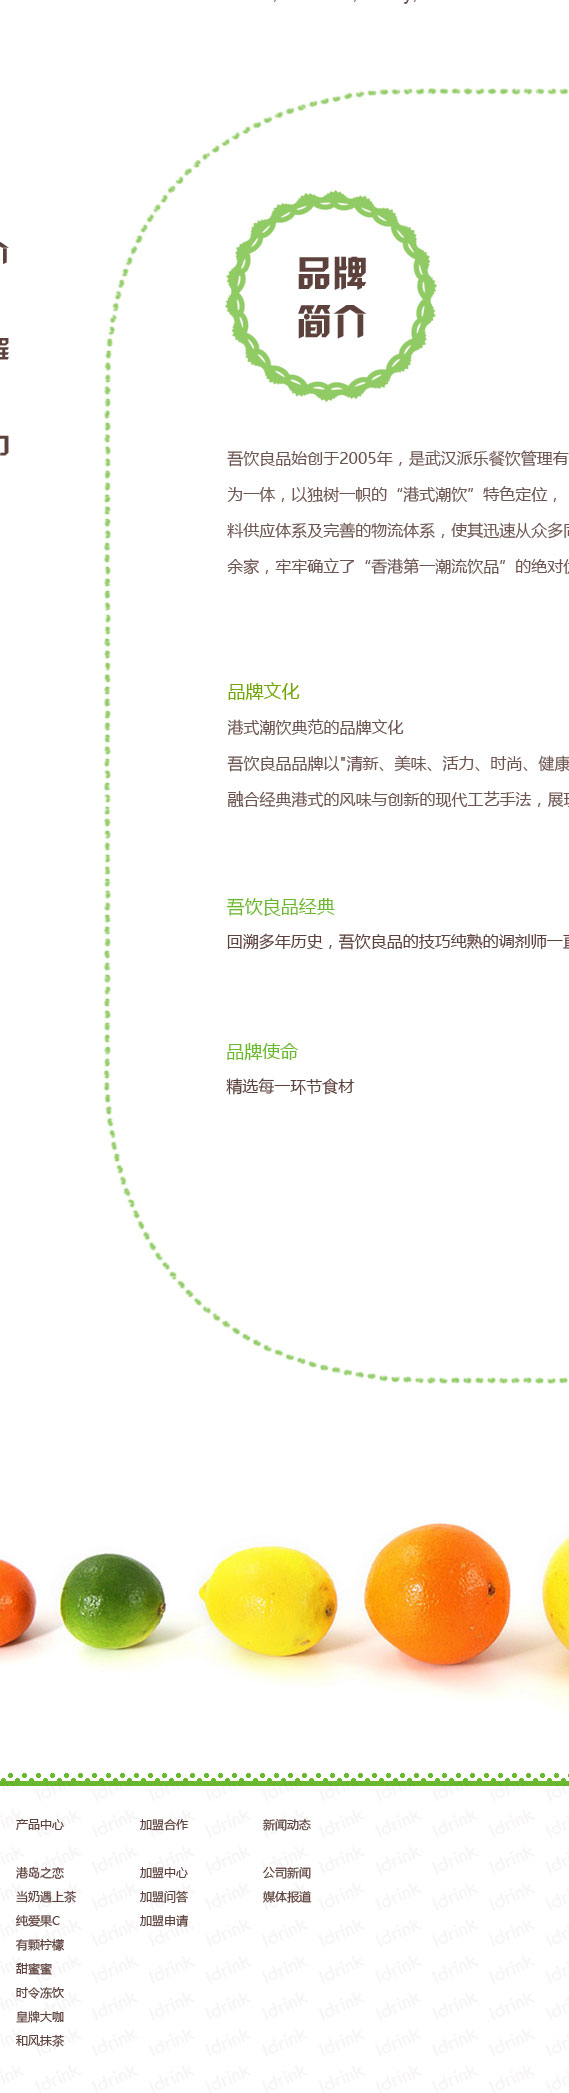 品牌
简介
吾饮良品始创于2005年，是武汉派乐餐饮管理有
为一体，以独树一帜的“港式潮饮”特色定位，
料供应体系及完善的物流体系，使其迅速从众多同
余家，牢牢确立了“香港第一潮流饮品”的绝对优
品牌文化
港式潮饮典范的品牌文化
吾饮良品品牌以"清新、美味、活力、时尚、健康
融合经典港式的风味与创新的现代工艺手法，展现
吾饮良品经典
回溯多年历史，吾饮良品的技巧纯熟的调剂师一直
品牌使命
精选每一环节食材
产品中心 加盟合作 新闻动态
港岛之恋 加盟中心 公司新闻
当奶遇上茶 加盟问答 媒体报道
纯爱果C 加盟申请
有颗柠檬
甜蜜蜜
时令冻饮
皇牌大咖
和风抹茶
Idrink